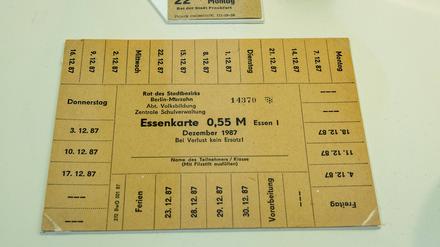 22 Montag
Rat der Stadt Frankfurt
16. 12. 87
9. 12. 87
2. 12. 87
Mittwoch
22. 12. 87
15. 12. 87
8. 12. 87
1. 12. 87
Dienstag
21. 12. 87
14. 12. 87
7. 12. 87
Montag
Donnerstag
3. 12. 87
10. 12. 87
17. 12. 87
---
Rat des Stadtbezirks
Berlin-Marzahn
Abt. Volksbildung
Zentrale Schulverwaltung
14370
Essenkarte 0,55 M Essen I
Dezember 1987
Bei Verlust kein Ersatz!
Name des Teilnehmers / Klasse
(Mit Filzstift ausfüllen)
---
18. 12. 87
11. 12. 87
4. 12. 87
Freitag
Ferien
23. 12. 87
28. 12. 87
29. 12. 87
30. 12. 87
Vorarbeitung
---